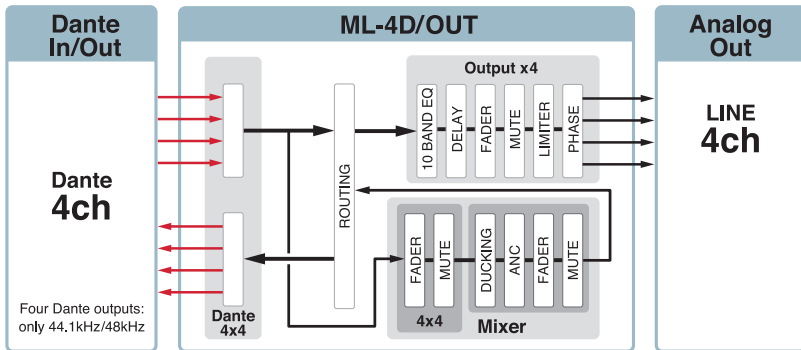 Dante
In/Out
Dante
4ch
Four Dante outputs:
only 44.1kHz/48kHz
ML-4D/OUT
Dante
4x4
ROUTING
Output x4
10 BAND EQ
DELAY
FADER
MUTE
LIMITER
PHASE
FADER
MUTE
4x4
DUCKING
ANC
FADER
MUTE
Mixer
Analog
Out
LINE
4ch